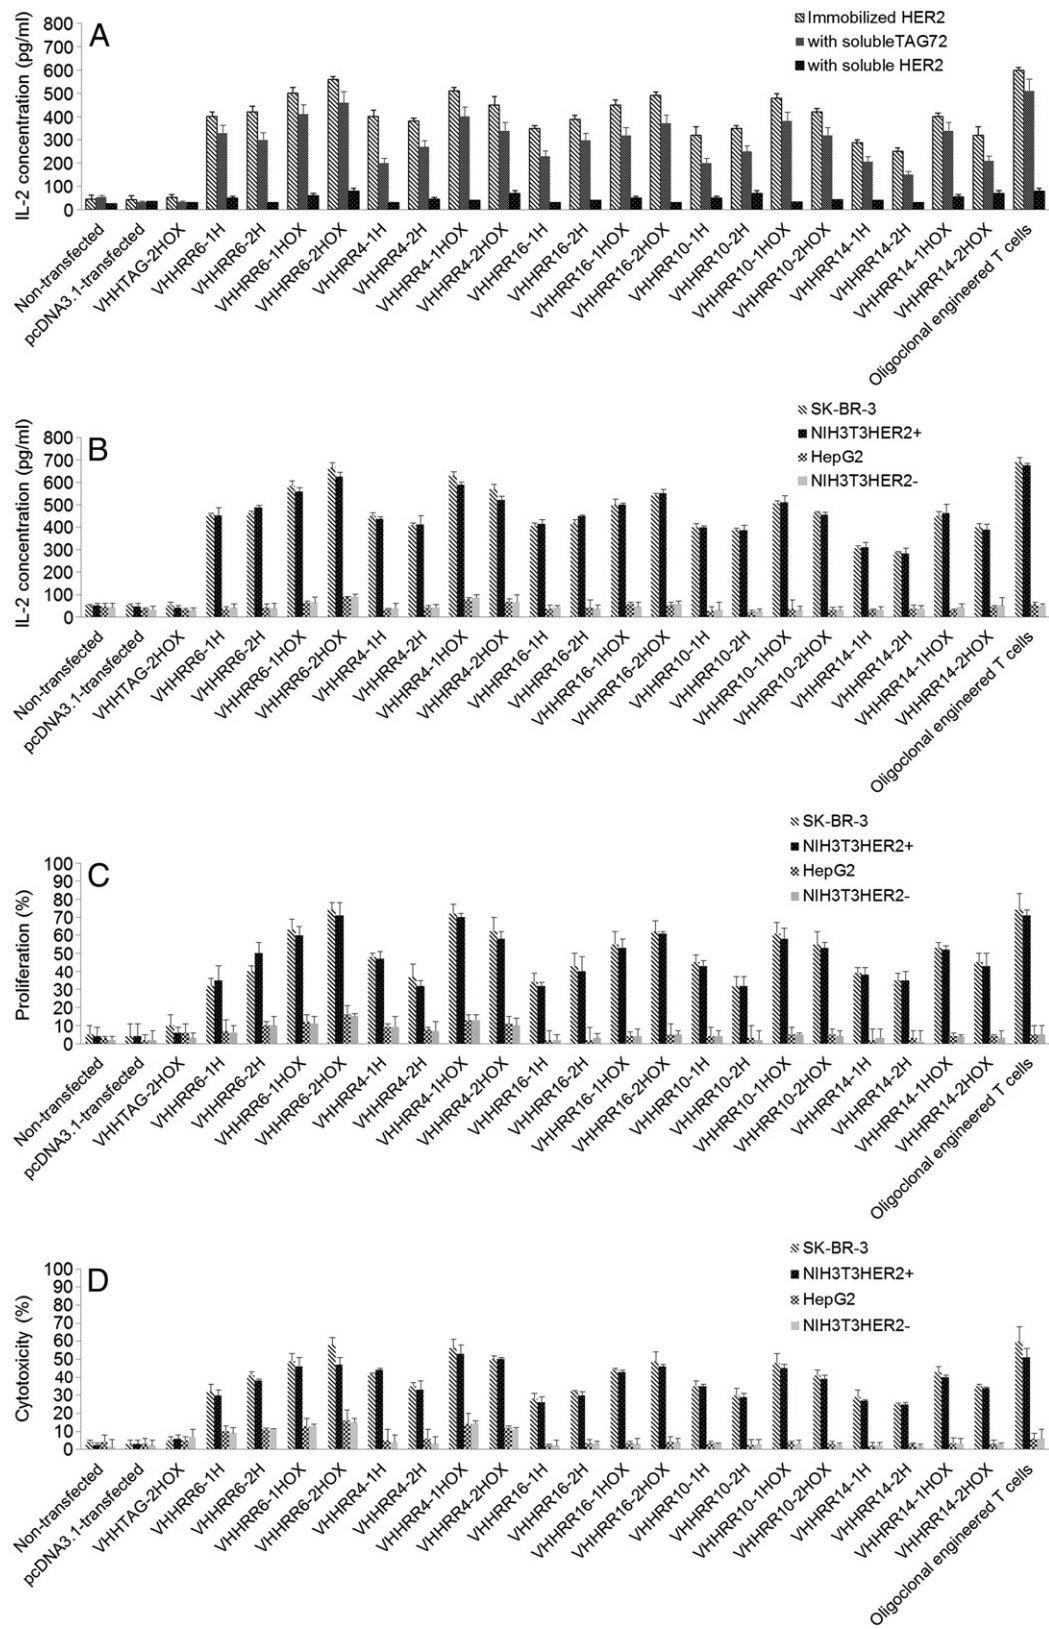 A
IL-2 concentration (pg/ml)
800
700
600
500
400
300
200
100
0
Immobilized HER2
with solubleTAG72
with soluble HER2
Non-transfected
pcDNA3.1-transfected
VHHTAG-2HOX
VHHRR6-1H
VHHRR6-2H
VHHRR6-1HOX
VHHRR6-2HOX
VHHRR4-1H
VHHRR4-2H
VHHRR4-1HOX
VHHRR4-2HOX
VHHRR16-1H
VHHRR16-2H
VHHRR16-1HOX
VHHRR16-2HOX
VHHRR10-1H
VHHRR10-2H
VHHRR10-1HOX
VHHRR10-2HOX
VHHRR14-1H
VHHRR14-2H
VHHRR14-1HOX
VHHRR14-2HOX
Oligoclonal engineered T cells
B
IL-2 concentration (pg/ml)
800
700
600
500
400
300
200
100
0
SK-BR-3
NIH3T3HER2+
HepG2
NIH3T3HER2-
Non-transfected
pcDNA3.1-transfected
VHHTAG-2HOX
VHHRR6-1H
VHHRR6-2H
VHHRR6-1HOX
VHHRR6-2HOX
VHHRR4-1H
VHHRR4-2H
VHHRR4-1HOX
VHHRR4-2HOX
VHHRR16-1H
VHHRR16-2H
VHHRR16-1HOX
VHHRR16-2HOX
VHHRR10-1H
VHHRR10-2H
VHHRR10-1HOX
VHHRR10-2HOX
VHHRR14-1H
VHHRR14-2H
VHHRR14-1HOX
VHHRR14-2HOX
Oligoclonal engineered T cells
C
Proliferation (%)
100
90
80
70
60
50
40
30
20
10
0
SK-BR-3
NIH3T3HER2+
HepG2
NIH3T3HER2-
Non-transfected
pcDNA3.1-transfected
VHHTAG-2HOX
VHHRR6-1H
VHHRR6-2H
VHHRR6-1HOX
VHHRR6-2HOX
VHHRR4-1H
VHHRR4-2H
VHHRR4-1HOX
VHHRR4-2HOX
VHHRR16-1H
VHHRR16-2H
VHHRR16-1HOX
VHHRR16-2HOX
VHHRR10-1H
VHHRR10-2H
VHHRR10-1HOX
VHHRR10-2HOX
VHHRR14-1H
VHHRR14-2H
VHHRR14-1HOX
VHHRR14-2HOX
Oligoclonal engineered T cells
D
Cytotoxicity (%)
100
90
80
70
60
50
40
30
20
10
0
SK-BR-3
NIH3T3HER2+
HepG2
NIH3T3HER2-
Non-transfected
pcDNA3.1-transfected
VHHTAG-2HOX
VHHRR6-1H
VHHRR6-2H
VHHRR6-1HOX
VHHRR6-2HOX
VHHRR4-1H
VHHRR4-2H
VHHRR4-1HOX
VHHRR4-2HOX
VHHRR16-1H
VHHRR16-2H
VHHRR16-1HOX
VHHRR16-2HOX
VHHRR10-1H
VHHRR10-2H
VHHRR10-1HOX
VHHRR10-2HOX
VHHRR14-1H
VHHRR14-2H
VHHRR14-1HOX
VHHRR14-2HOX
Oligoclonal engineered T cells